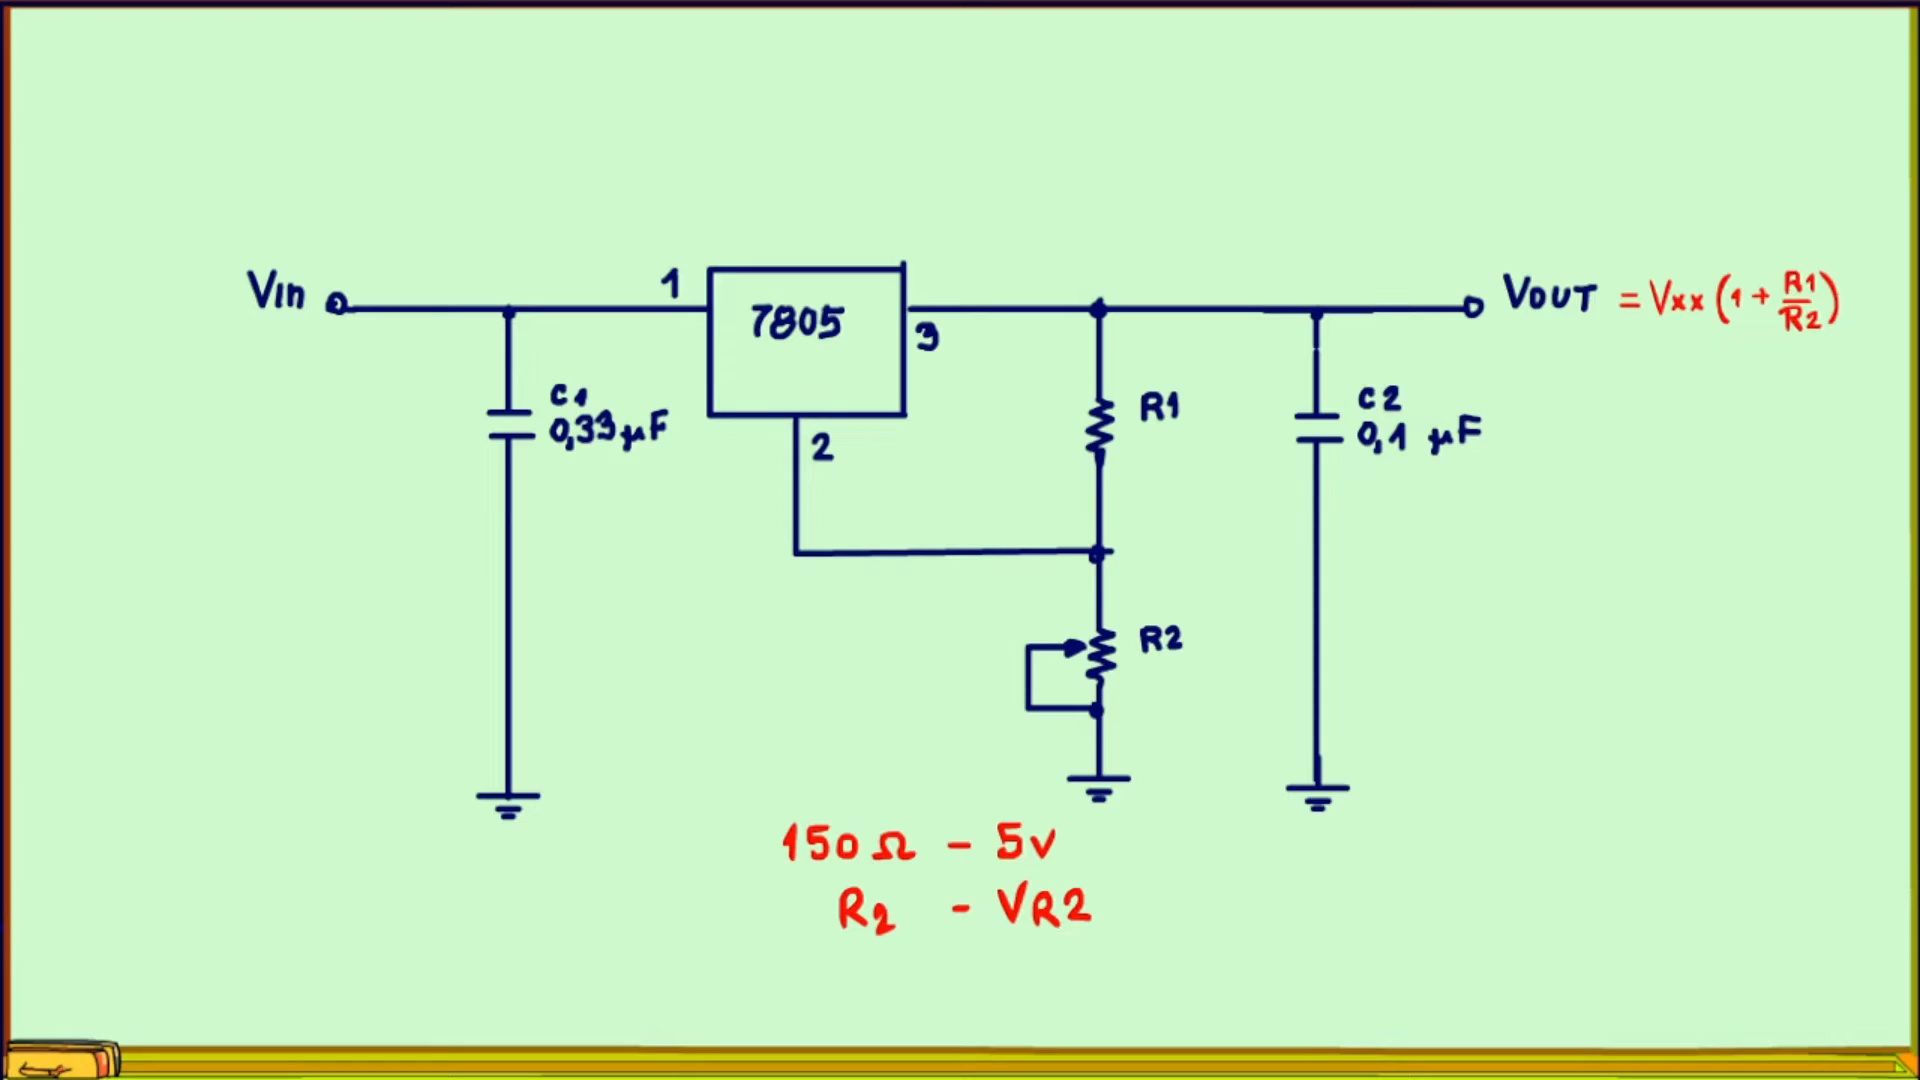 Vin
1
7805
3
VOUT = Vxx (1 + R1/R2)
C1
0,33 µF
2
R1
C2
0,1 µF
R2
150 Ω - 5v
R2 - VR2